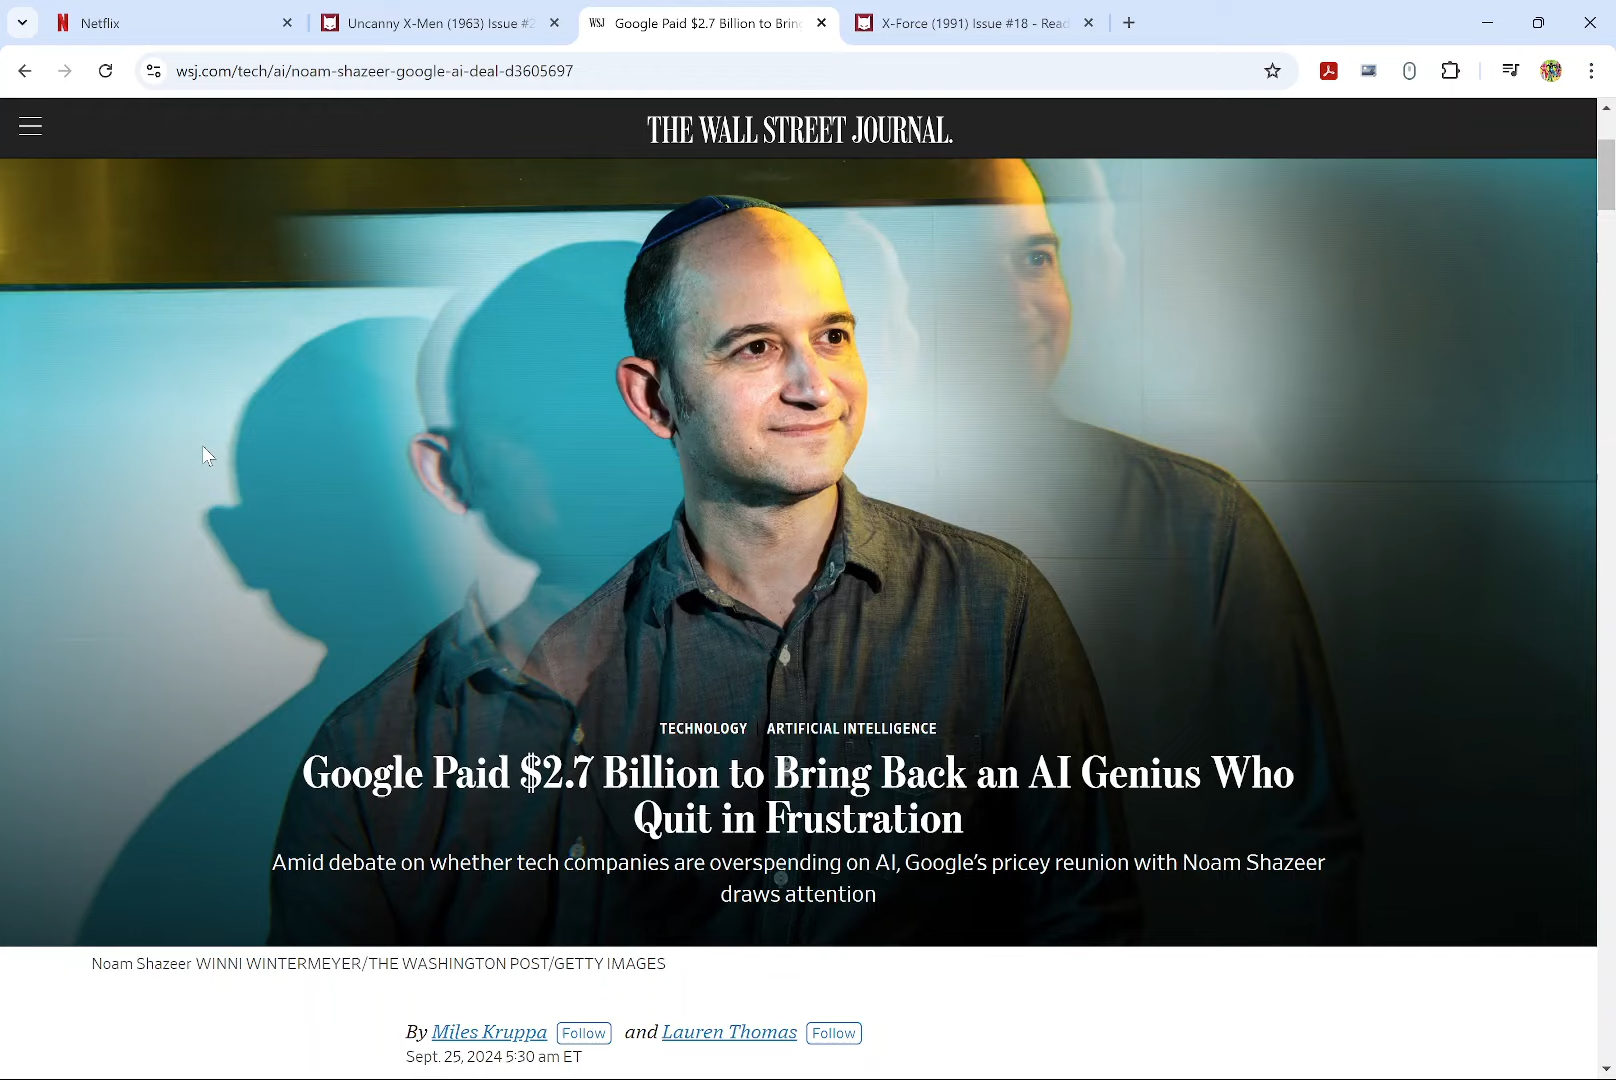 Netflix
Uncanny X-Men (1963) Issue #2
WSJ Google Paid $2.7 Billion to Brin
X-Force (1991) Issue #18 - Read
wsj.com/tech/ai/noam-shazeer-google-ai-deal-d3605697
THE WALL STREET JOURNAL.
TECHNOLOGY ARTIFICIAL INTELLIGENCE
Google Paid $2.7 Billion to Bring Back an AI Genius Who
Quit in Frustration
Amid debate on whether tech companies are overspending on AI, Google’s pricey reunion with Noam Shazeer
draws attention
Noam Shazeer WINNI WINTERMEYER/THE WASHINGTON POST/GETTY IMAGES
By Miles Kruppa Follow and Lauren Thomas Follow
Sept. 25, 2024 5:30 am ET